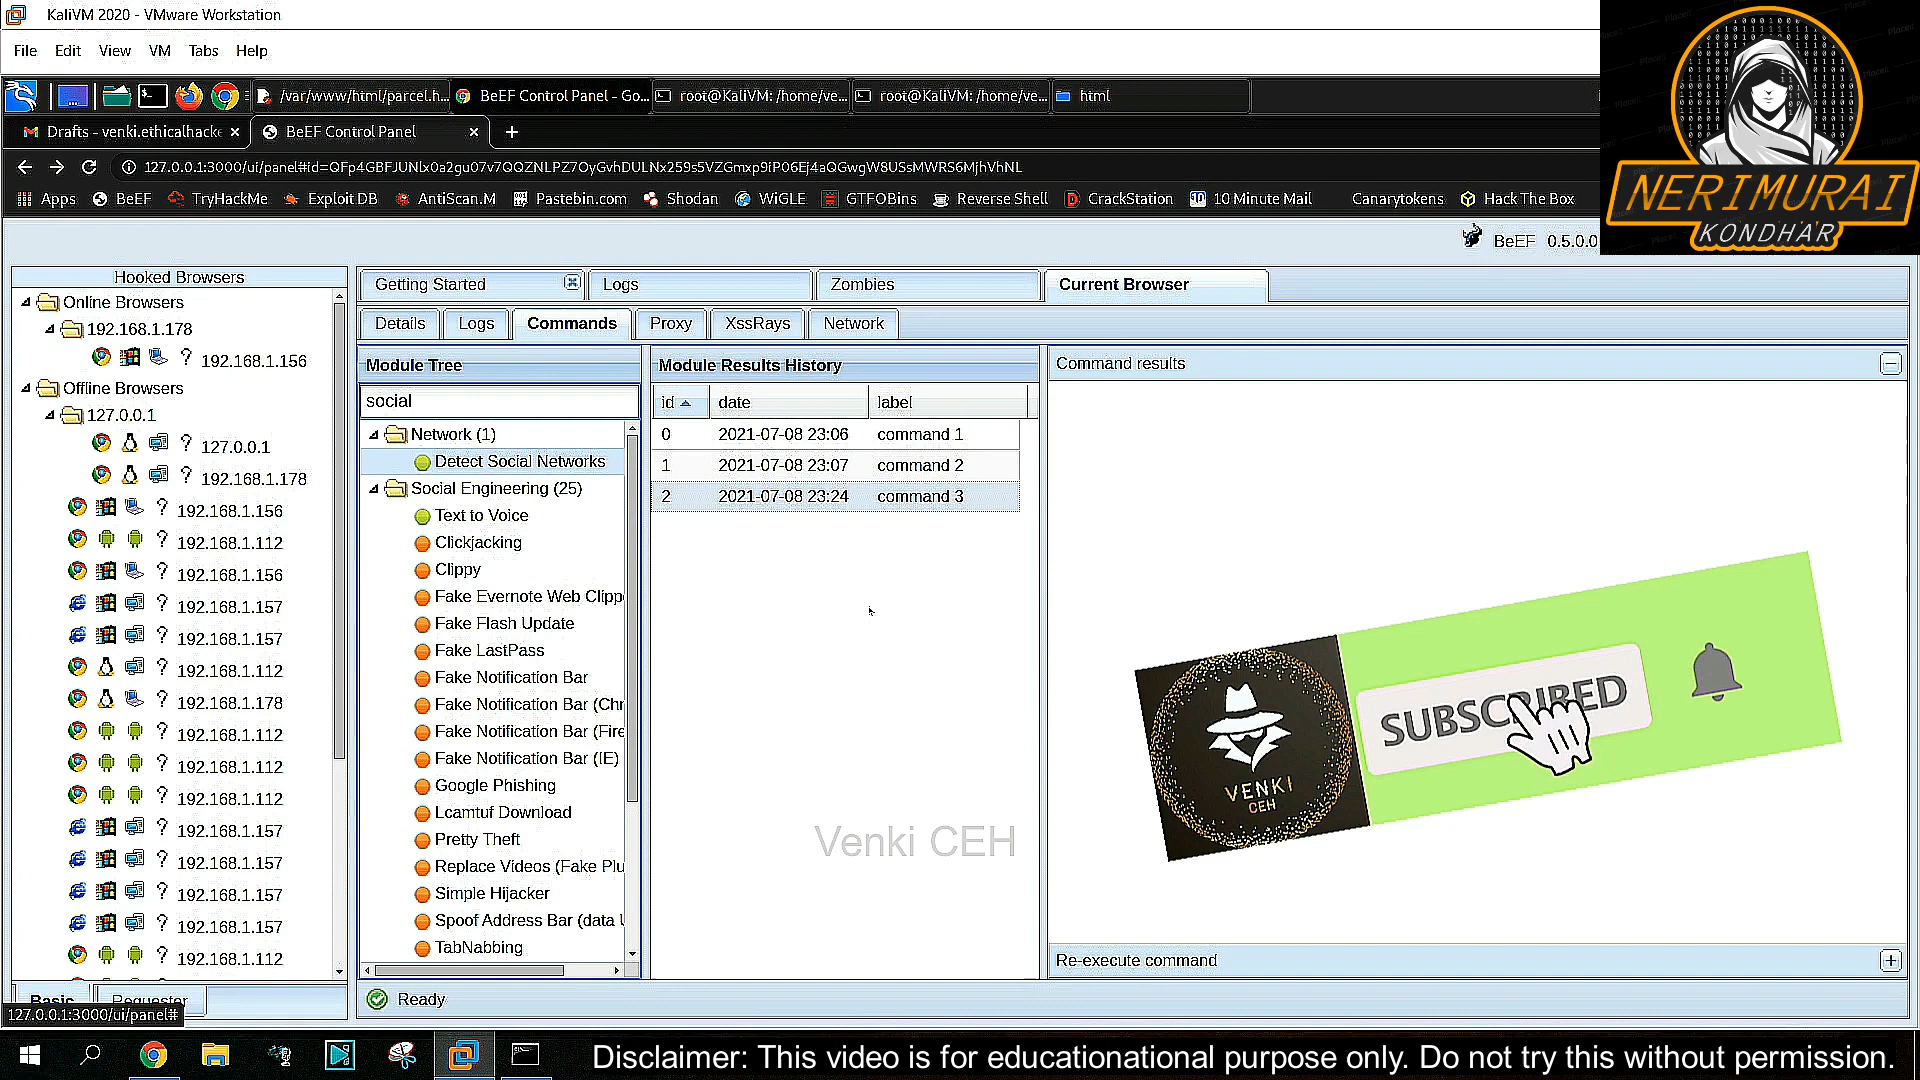 KaliVM 2020 - VMware Workstation
File Edit View VM Tabs Help
/var/www/html/parcel.h... BeEF Control Panel - Go... root@KaliVM: /home/ve... root@KaliVM: /home/ve... html
Drafts - venki.ethicalhacke BeEF Control Panel
127.0.0.1:3000/ui/panel#id=QFp4GBFJUNlx0a2gu07v7QQZNLPZ7OyGvhDULNx259s5VZGmxp9iP06Ej4aQGwgW8USsMWRS6MjhVhNL
Apps BeEF TryHackMe Exploit DB AntiScan.M Pastebin.com Shodan WiGLE GTFOBins Reverse Shell CrackStation 10 Minute Mail Canarytokens Hack The Box
NERIMURAI
KONDHAR
BeEF 0.5.0.0
Hooked Browsers
Getting Started Logs Zombies Current Browser
Details Logs Commands Proxy XssRays Network
Online Browsers
192.168.1.178
192.168.1.156
Offline Browsers
127.0.0.1
127.0.0.1
192.168.1.178
192.168.1.156
192.168.1.112
192.168.1.156
192.168.1.157
192.168.1.157
192.168.1.112
192.168.1.178
192.168.1.112
192.168.1.112
192.168.1.112
192.168.1.157
192.168.1.157
192.168.1.157
192.168.1.157
192.168.1.112
Basic Requester
127.0.0.1:3000/ui/panel#
Module Tree
social
Network (1)
Detect Social Networks
Social Engineering (25)
Text to Voice
Clickjacking
Clippy
Fake Evernote Web Clipp
Fake Flash Update
Fake LastPass
Fake Notification Bar
Fake Notification Bar (Chr
Fake Notification Bar (Fire
Fake Notification Bar (IE)
Google Phishing
Lcamtuf Download
Pretty Theft
Replace Videos (Fake Plu
Simple Hijacker
Spoof Address Bar (data U
TabNabbing
Module Results History
id date label
0 2021-07-08 23:06 command 1
1 2021-07-08 23:07 command 2
2 2021-07-08 23:24 command 3
Venki CEH
Command results
SUBSCRIBED
VENKI
CEH
Re-execute command
Ready
Disclaimer: This video is for educationational purpose only. Do not try this without permission.